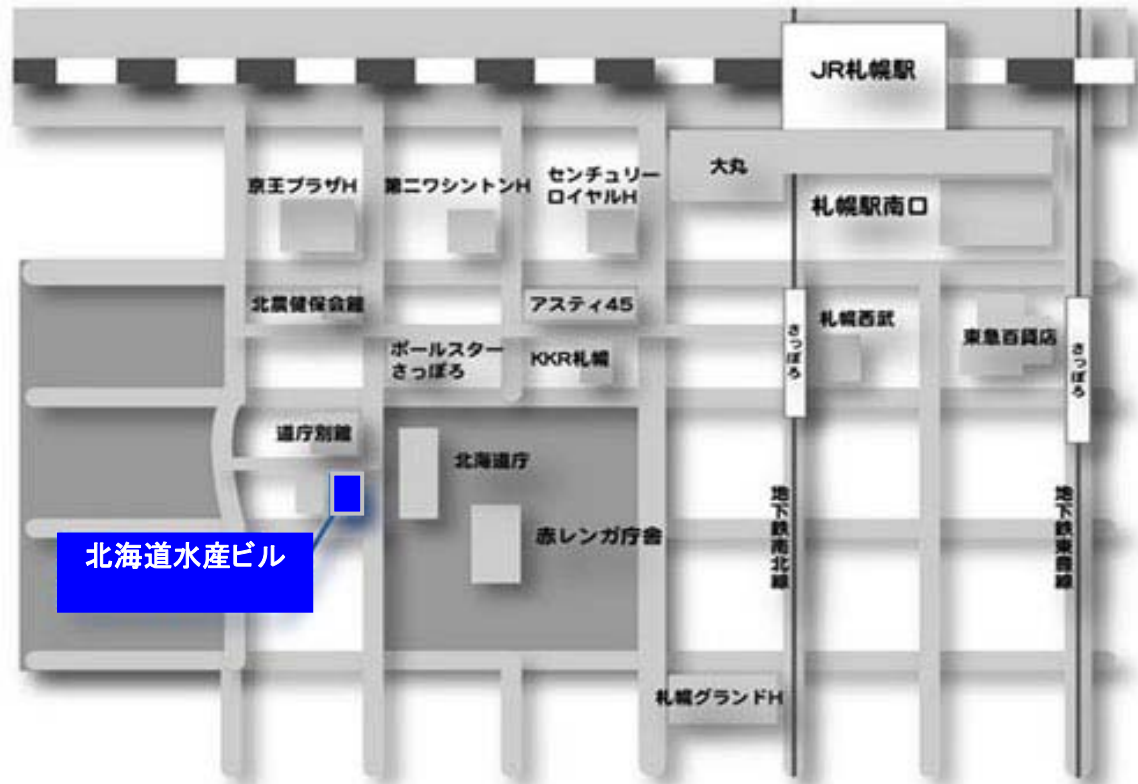 JR札幌駅
大丸
京王プラザH
第二ワシントンH
センチュリー
ロイヤルH
札幌駅南口
北農健保会館
アスティ45
さっぽろ
札幌西武
東急百貨店
さっぽろ
ポールスター
さっぽろ
KKR札幌
道庁別館
北海道庁
赤レンガ庁舎
地下鉄南北線
地下鉄東豊線
北海道水産ビル
札幌グランドH